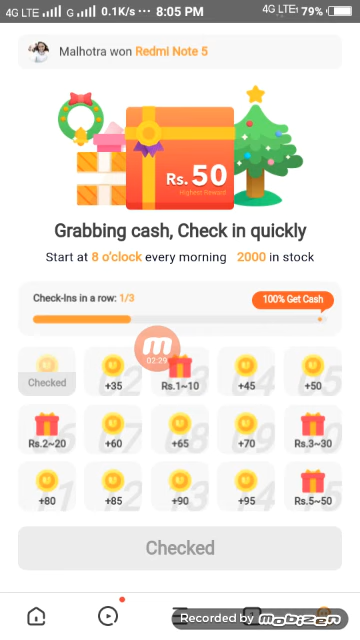 4G LTE G 0.1K/s ··· 8:05 PM 4G LTE 79%
Malhotra won Redmi Note 5
Rs. 50
Highest Reward
Grabbing cash, Check in quickly
Start at 8 o'clock every morning 2000 in stock
Check-Ins in a row: 1/3 100% Get Cash
02:29
Checked +35 Rs.1~10 +45 +50
Rs.2~20 +60 +65 +70 Rs.3~30
+80 +85 +90 +95 Rs.5~50
Checked
Recorded by mobizen